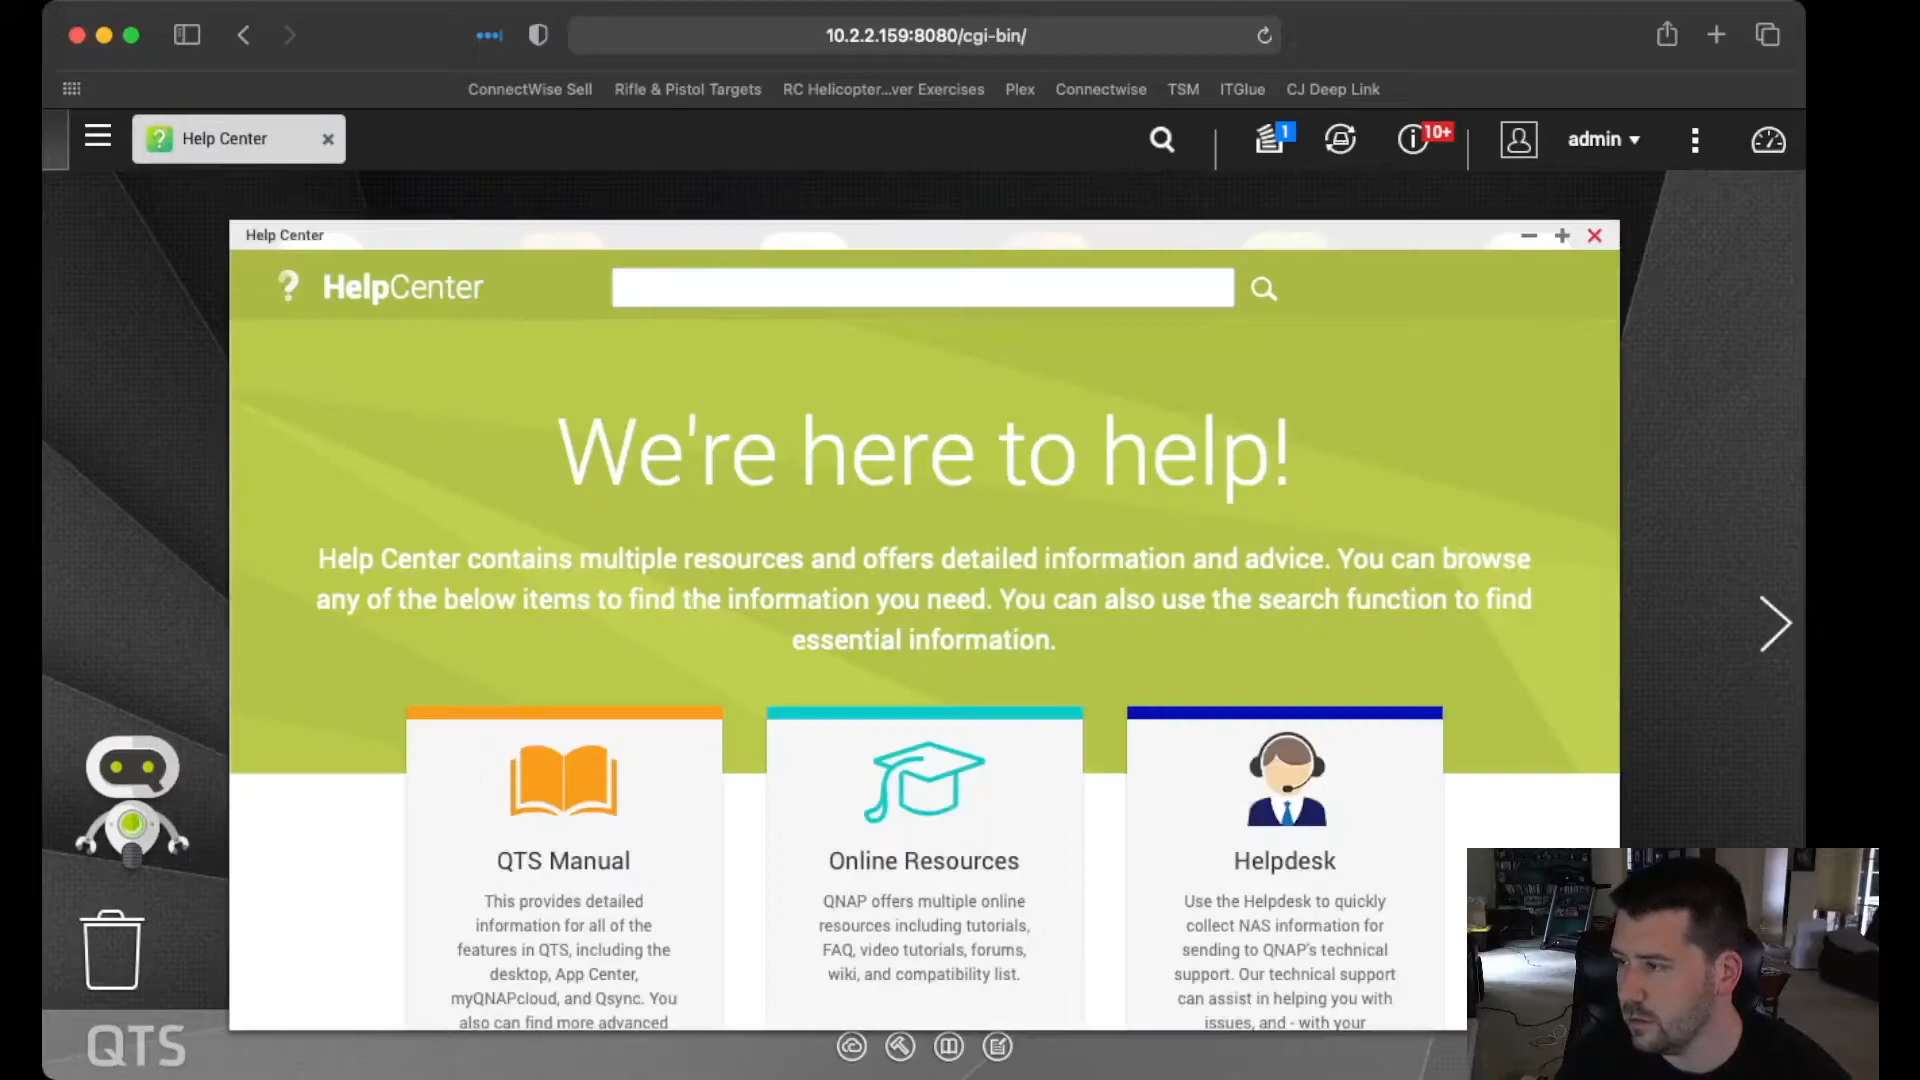 10.2.2.159:8080/cgi-bin/
ConnectWise Sell Rifle & Pistol Targets RC Helicopter...ver Exercises Plex Connectwise TSM ITGlue CJ Deep Link
Help Center 1 10+ admin
Help Center
HelpCenter
We're here to help!
Help Center contains multiple resources and offers detailed information and advice. You can browse
any of the below items to find the information you need. You can also use the search function to find
essential information.
QTS Manual
This provides detailed
information for all of the
features in QTS, including the
desktop, App Center,
myQNAPcloud, and Qsync. You
also can find more advanced
Online Resources
QNAP offers multiple online
resources including tutorials,
FAQ, video tutorials, forums,
wiki, and compatibility list.
Helpdesk
Use the Helpdesk to quickly
collect NAS information for
sending to QNAP's technical
support. Our technical support
can assist in helping you with
issues, and - with your
QTS